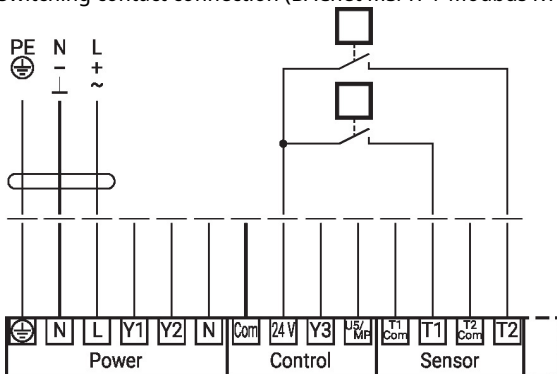 PE N L
− +
⊥ ~
N L Y1 Y2 N Com 24 V Y3 U5/MP T1 Com T1 T2 Com T2
Power Control Sensor